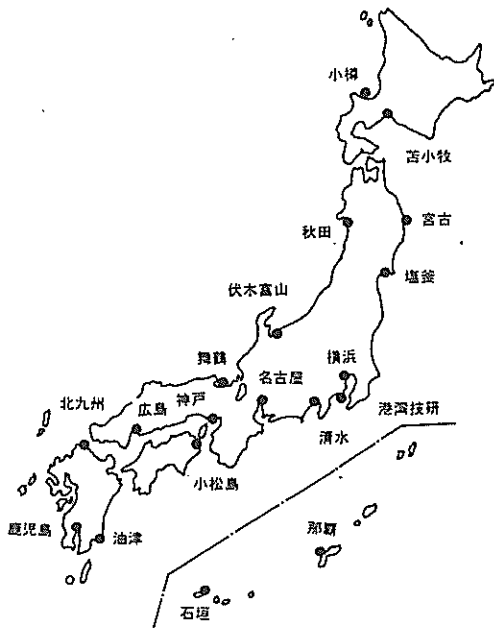 小樽
苫小牧
秋田
宮古
塩釜
伏木富山
舞鶴
名古屋
横浜
北九州
広島
神戸
港湾技研
清水
小松島
鹿児島
油津
那覇
石垣